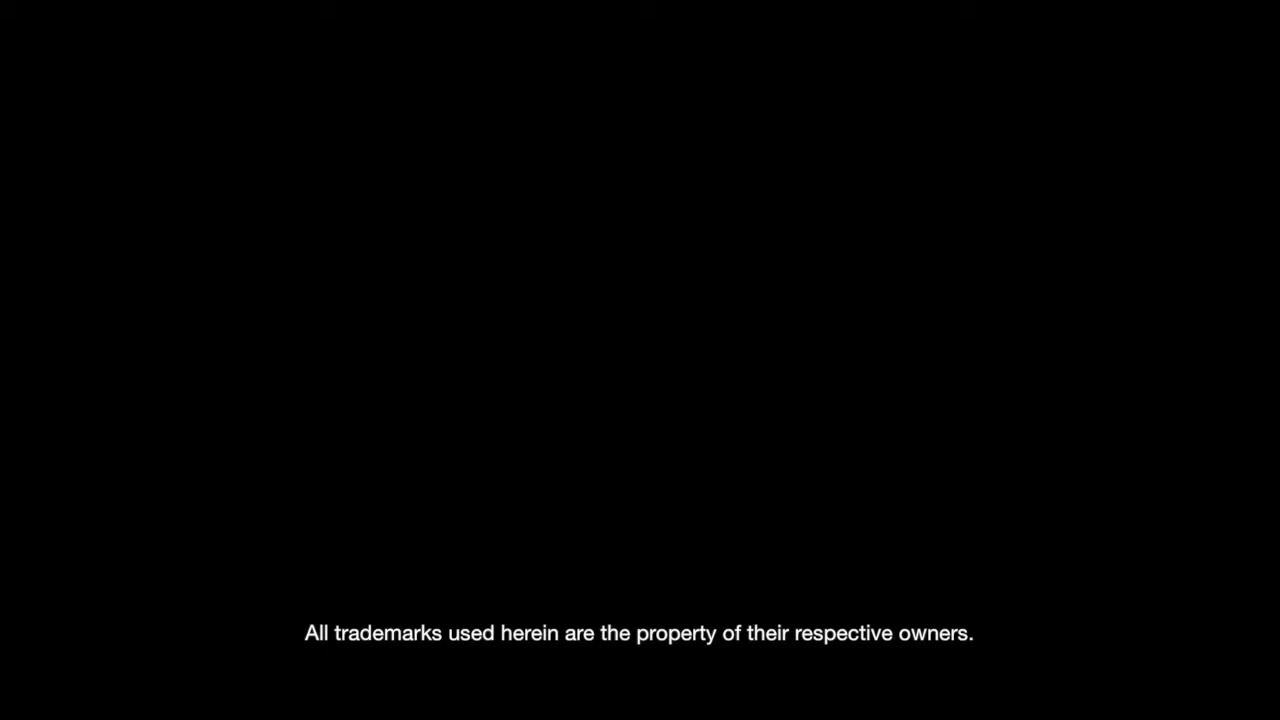 All trademarks used herein are the property of their respective owners.